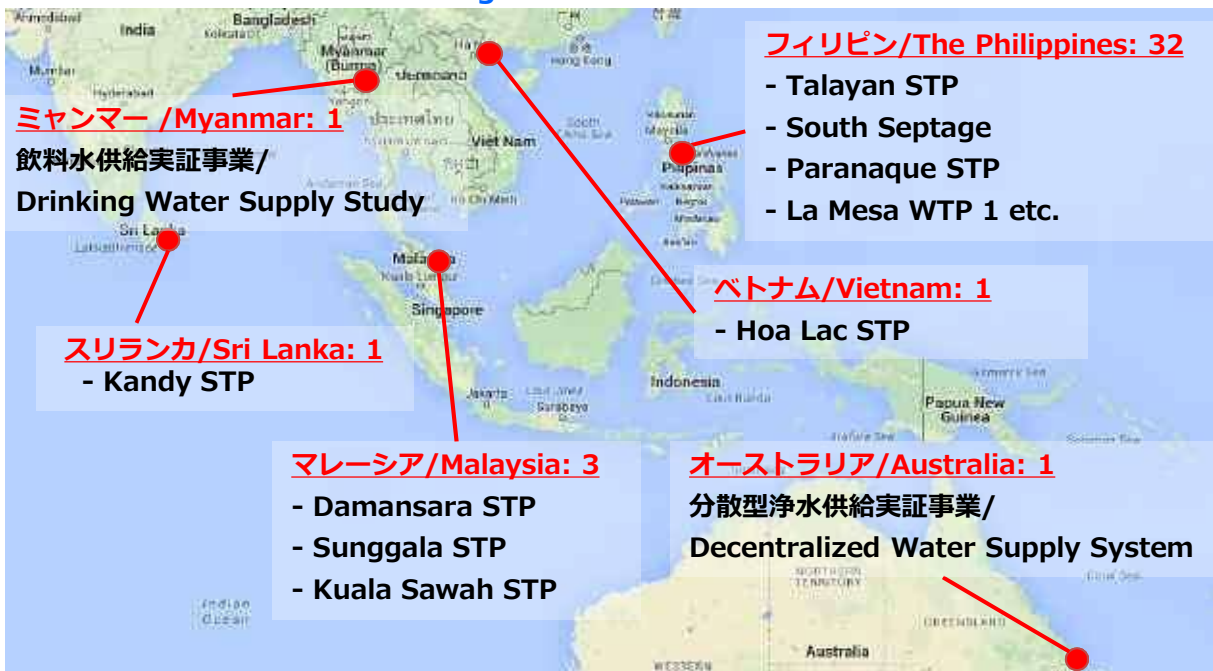 ミャンマー /Myanmar: 1
飲料水供給実証事業/
Drinking Water Supply Study
フィリピン/The Philippines: 32
- Talayan STP
- South Septage
- Paranaque STP
- La Mesa WTP 1 etc.
ベトナム/Vietnam: 1
- Hoa Lac STP
スリランカ/Sri Lanka: 1
- Kandy STP
マレーシア/Malaysia: 3
- Damansara STP
- Sunggala STP
- Kuala Sawah STP
オーストラリア/Australia: 1
分散型浄水供給実証事業/
Decentralized Water Supply System
India
Bangladesh
Myanmar
(Burma)
Hyderabad
Hong Kong
Viet Nam
Singapore
Indonesia
Jakarta
Surabaya
Papua New
Guinea
Indian
Ocean
NORTHERN
TERRITORY
QUEENSLAND
Australia